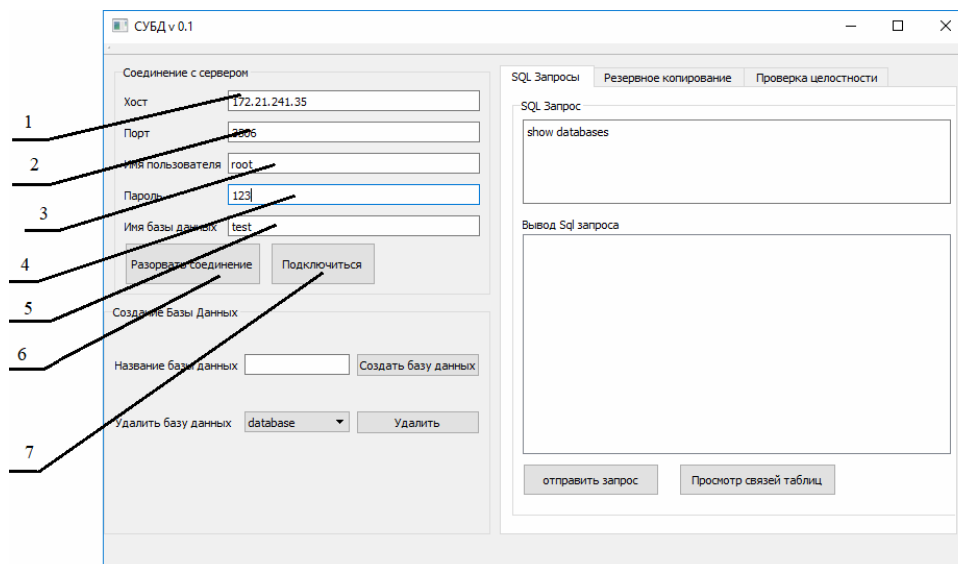 СУБД v 0.1
Соединение с сервером
Хост 172.21.241.35
Порт 3306
Имя пользователя root
Пароль 123
Имя базы данных test
Разорвать соединение Подключиться
Создание Базы Данных
Название базы данных Создать базу данных
Удалить базу данных database Удалить
SQL Запросы Резервное копирование Проверка целостности
SQL Запрос
show databases
Вывод Sql запроса
отправить запрос Просмотр связей таблиц
1
2
3
4
5
6
7